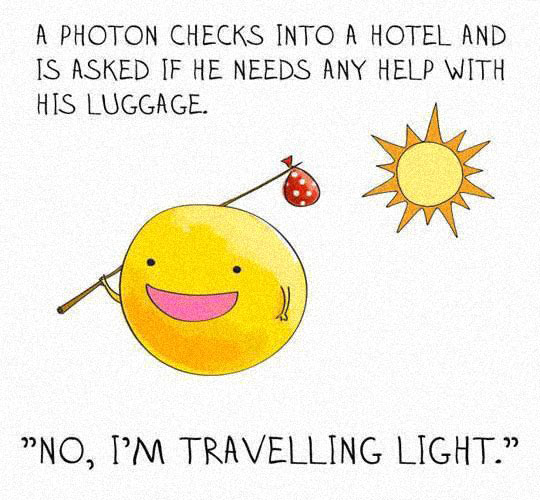 A PHOTON CHECKS INTO A HOTEL AND
IS ASKED IF HE NEEDS ANY HELP WITH
HIS LUGGAGE.
"NO, I'M TRAVELLING LIGHT."